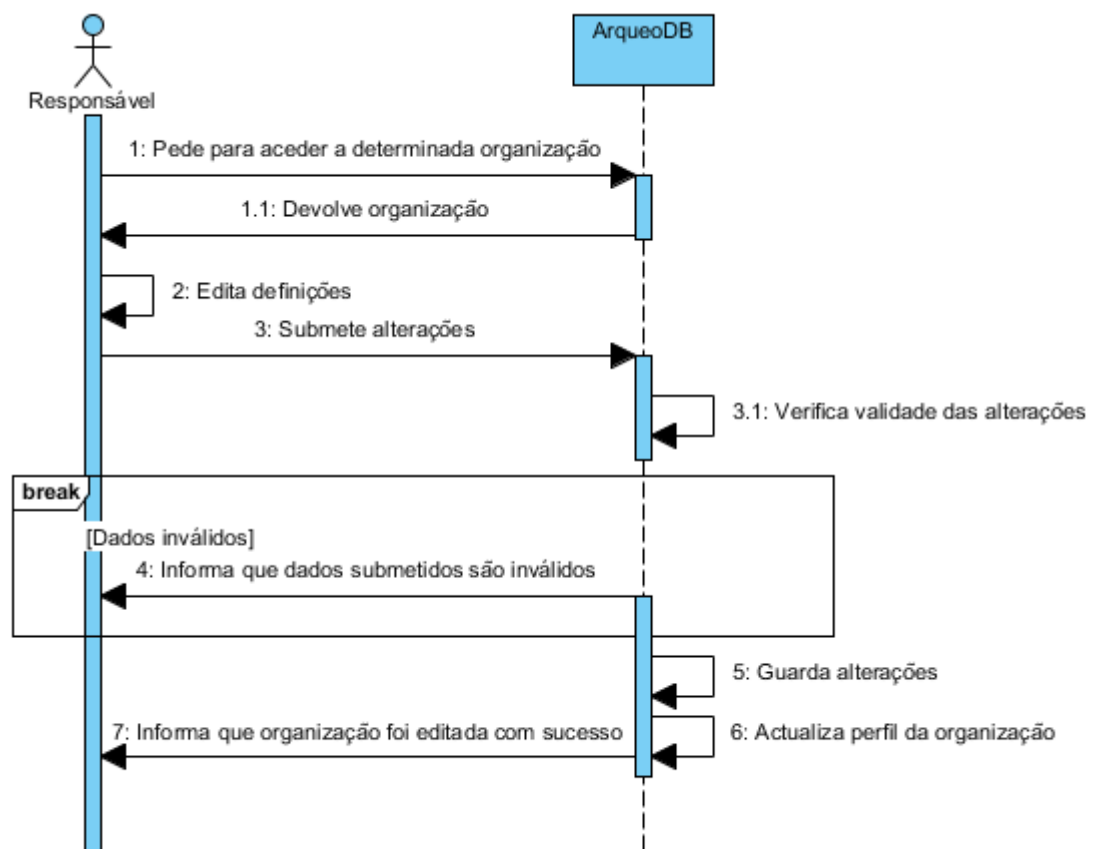 ArqueoDB
Responsável
1: Pede para aceder a determinada organização
1.1: Devolve organização
2: Edita definições
3: Submete alterações
3.1: Verifica validade das alterações
break
[Dados inválidos]
4: Informa que dados submetidos são inválidos
5: Guarda alterações
7: Informa que organização foi editada com sucesso
6: Actualiza perfil da organização